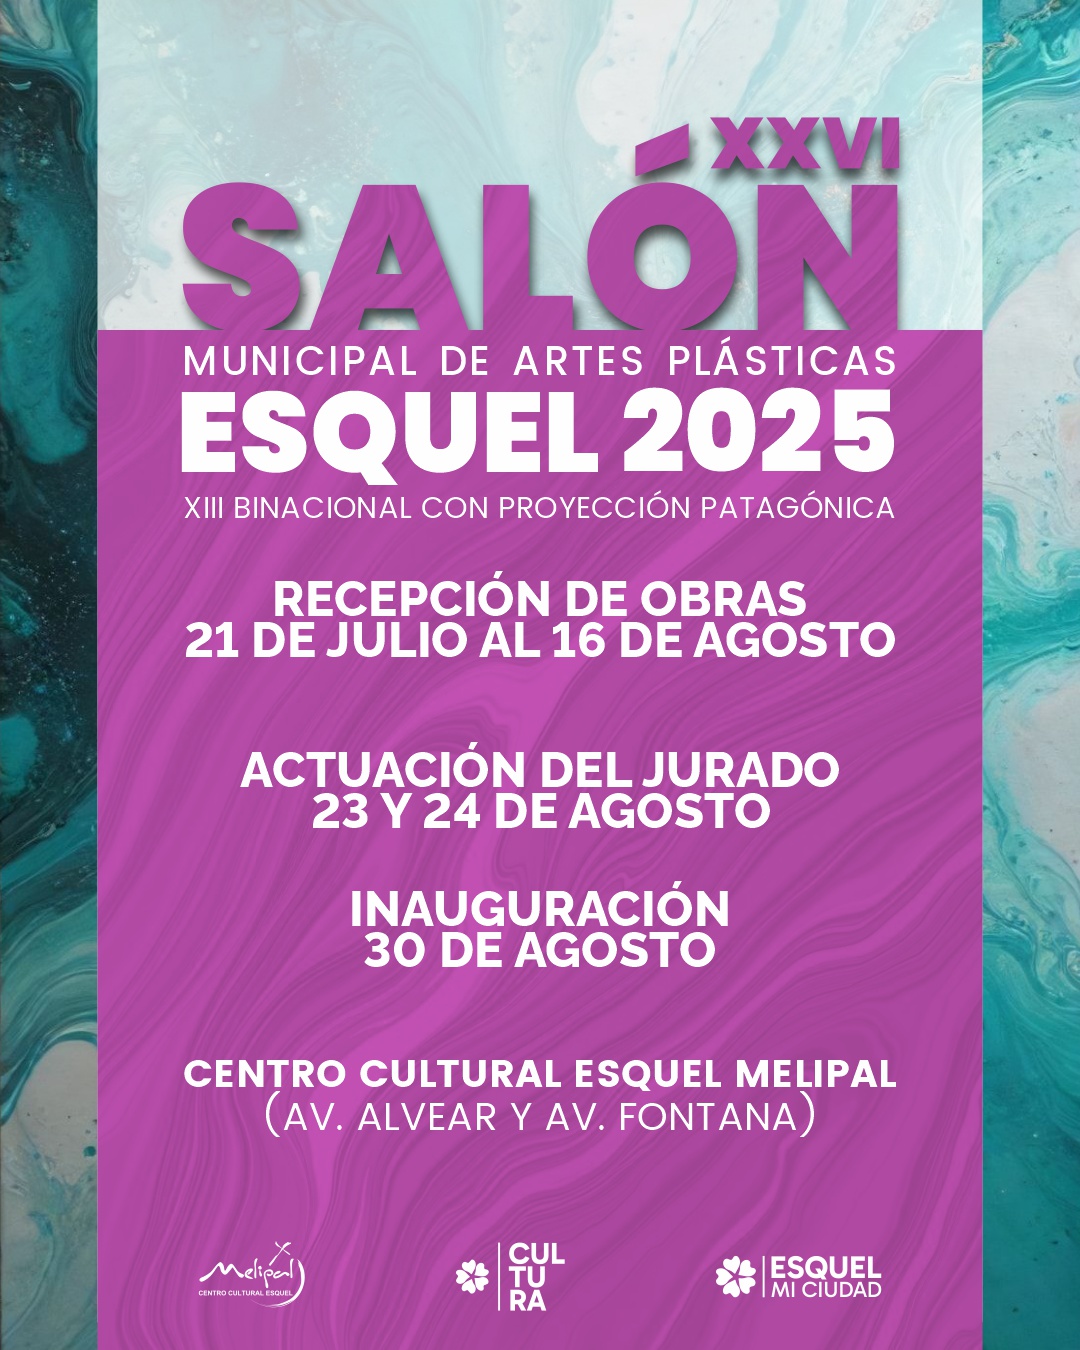 XXVI
SALÓN
MUNICIPAL DE ARTES PLÁSTICAS
ESQUEL 2025
XIII BINACIONAL CON PROYECCIÓN PATAGÓNICA
RECEPCIÓN DE OBRAS
21 DE JULIO AL 16 DE AGOSTO
ACTUACIÓN DEL JURADO
23 Y 24 DE AGOSTO
INAUGURACIÓN
30 DE AGOSTO
CENTRO CULTURAL ESQUEL MELIPAL
(AV. ALVEAR Y AV. FONTANA)
Melipal
CENTRO CULTURAL ESQUEL
CUL
TU
RA
ESQUEL
MI CIUDAD